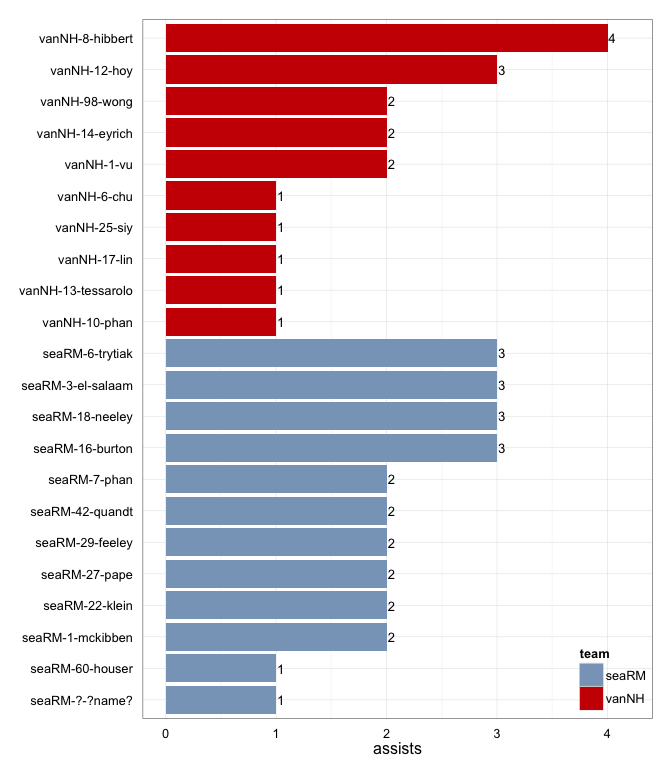 vanNH-8-hibbert 4
vanNH-12-hoy 3
vanNH-98-wong 2
vanNH-14-eyrich 2
vanNH-1-vu 2
vanNH-6-chu 1
vanNH-25-siy 1
vanNH-17-lin 1
vanNH-13-tessarolo 1
vanNH-10-phan 1
seaRM-6-trytiak 3
seaRM-3-el-salaam 3
seaRM-18-neeley 3
seaRM-16-burton 3
seaRM-7-phan 2
seaRM-42-quandt 2
seaRM-29-feeley 2
seaRM-27-pape 2
seaRM-22-klein 2
seaRM-1-mckibben 2
seaRM-60-houser 1
seaRM-?-?name? 1
team
seaRM
vanNH
0 1 2 3 4
assists